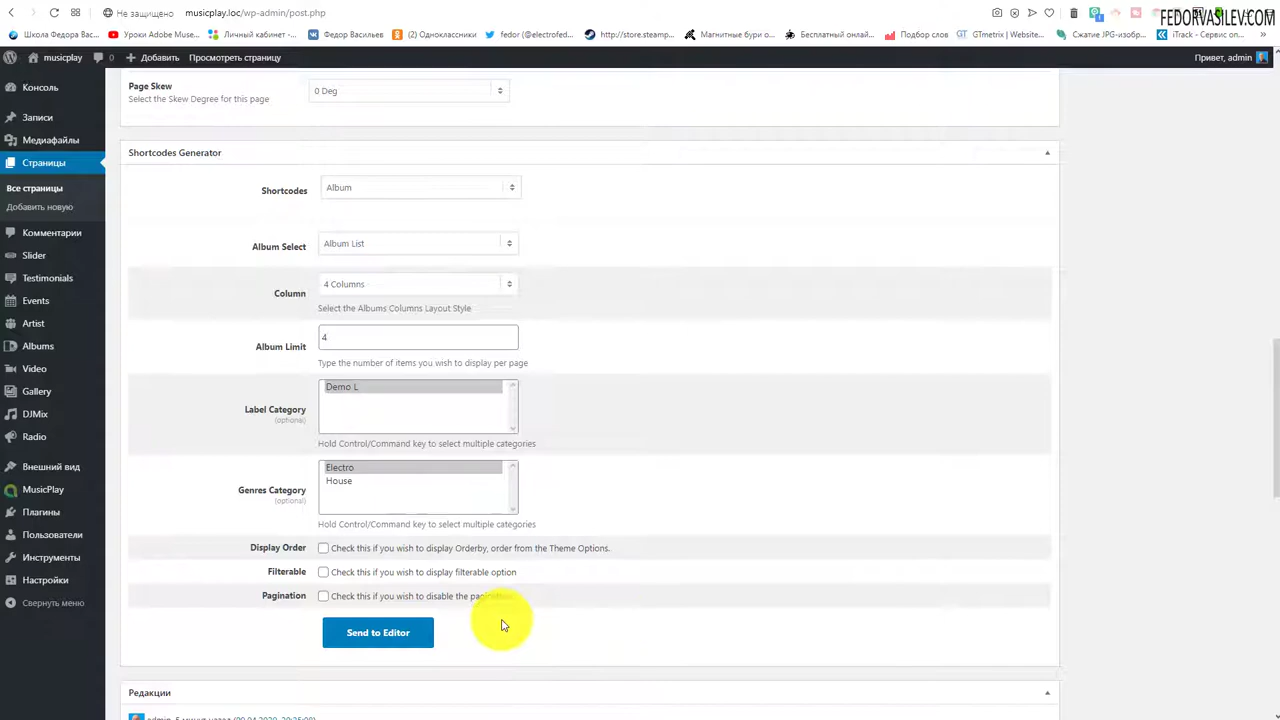 Не защищено musicplay.loc/wp-admin/post.php
FEDORVASILEV.COM
Школа Федора Вас... Уроки Adobe Muse... Личный кабинет -... Федор Васильев (2) Одноклассники fedor (@electrofed... http://store.steamp... Магнитные бури о... Бесплатный онлай... Подбор слов GTmetrix | Website... Сжатие JPG-изобр... iTrack - Сервис оп...
musicplay 0 Добавить Просмотреть страницу Привет, admin
Консоль
Записи
Медиафайлы
Страницы
Все страницы
Добавить новую
Комментарии
Slider
Testimonials
Events
Artist
Albums
Video
Gallery
DJMix
Radio
Внешний вид
MusicPlay
Плагины
Пользователи
Инструменты
Настройки
Свернуть меню
Page Skew 0 Deg
Select the Skew Degree for this page
Shortcodes Generator
Shortcodes Album
Album Select Album List
Column 4 Columns
Select the Albums Columns Layout Style
Album Limit 4
Type the number of items you wish to display per page
Label Category Demo L
(optional)
Hold Control/Command key to select multiple categories
Genres Category Electro
House
(optional)
Hold Control/Command key to select multiple categories
Display Order Check this if you wish to display Orderby, order from the Theme Options.
Filterable Check this if you wish to display filterable option
Pagination Check this if you wish to disable the pagination
Send to Editor
Редакции